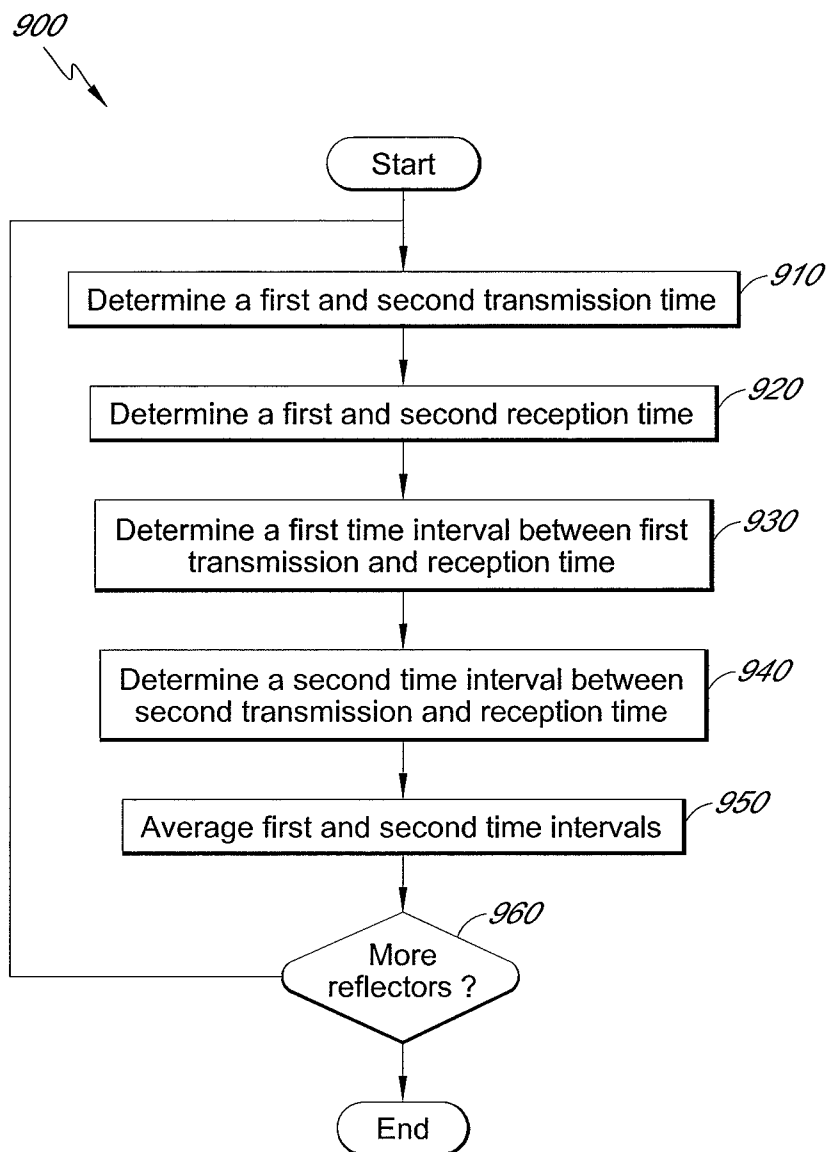 900
Start
Determine a first and second transmission time
910
Determine a first and second reception time
920
Determine a first time interval between first
transmission and reception time
930
Determine a second time interval between
second transmission and reception time
940
Average first and second time intervals
950
More
reflectors ?
960
End